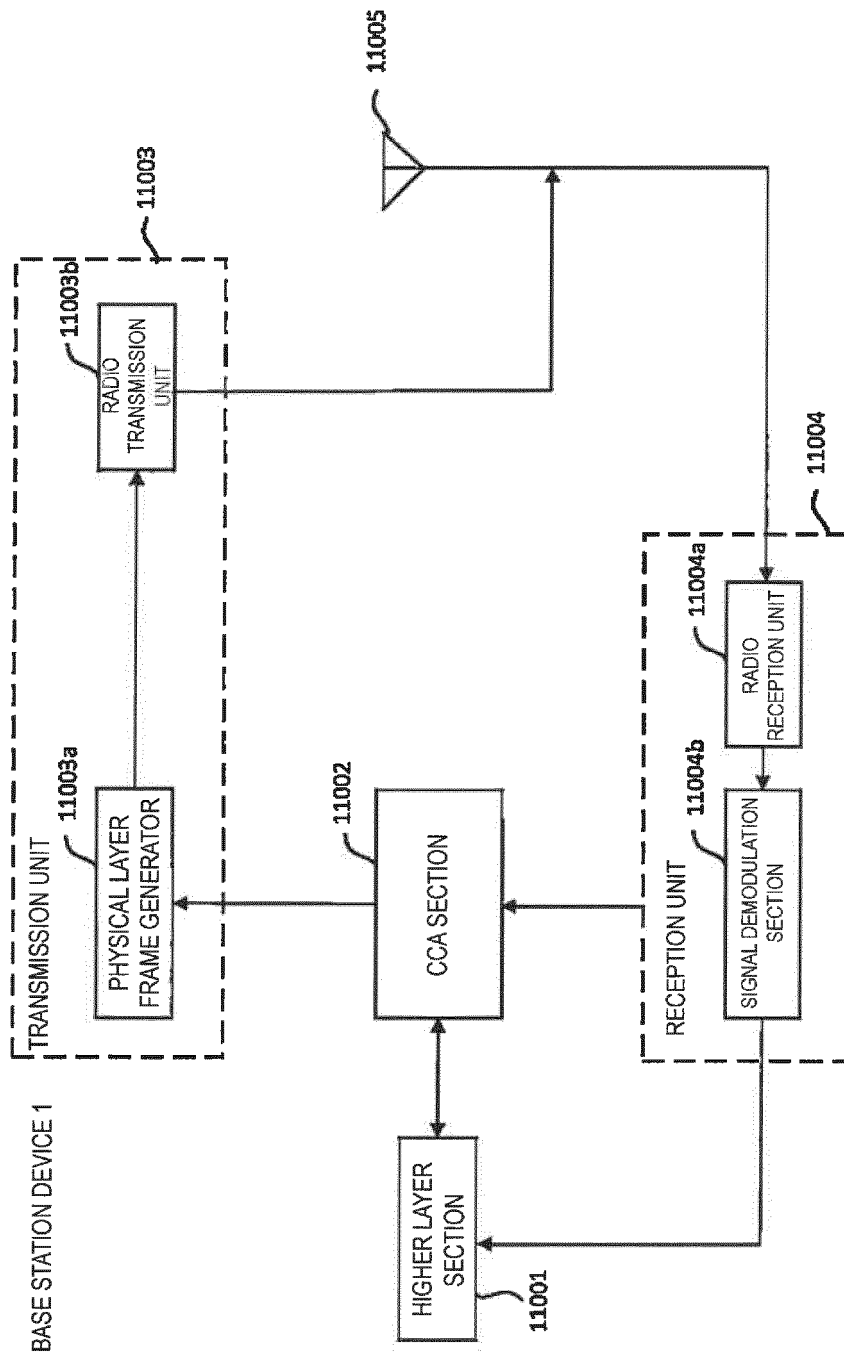 BASE STATION DEVICE 1
TRANSMISSION UNIT
11003
PHYSICAL LAYER
FRAME GENERATOR
11003a
RADIO
TRANSMISSION
UNIT
11003b
11005
HIGHER LAYER
SECTION
11001
CCA SECTION
11002
RECEPTION UNIT
11004
SIGNAL DEMODULATION
SECTION
11004b
RADIO
RECEPTION UNIT
11004a